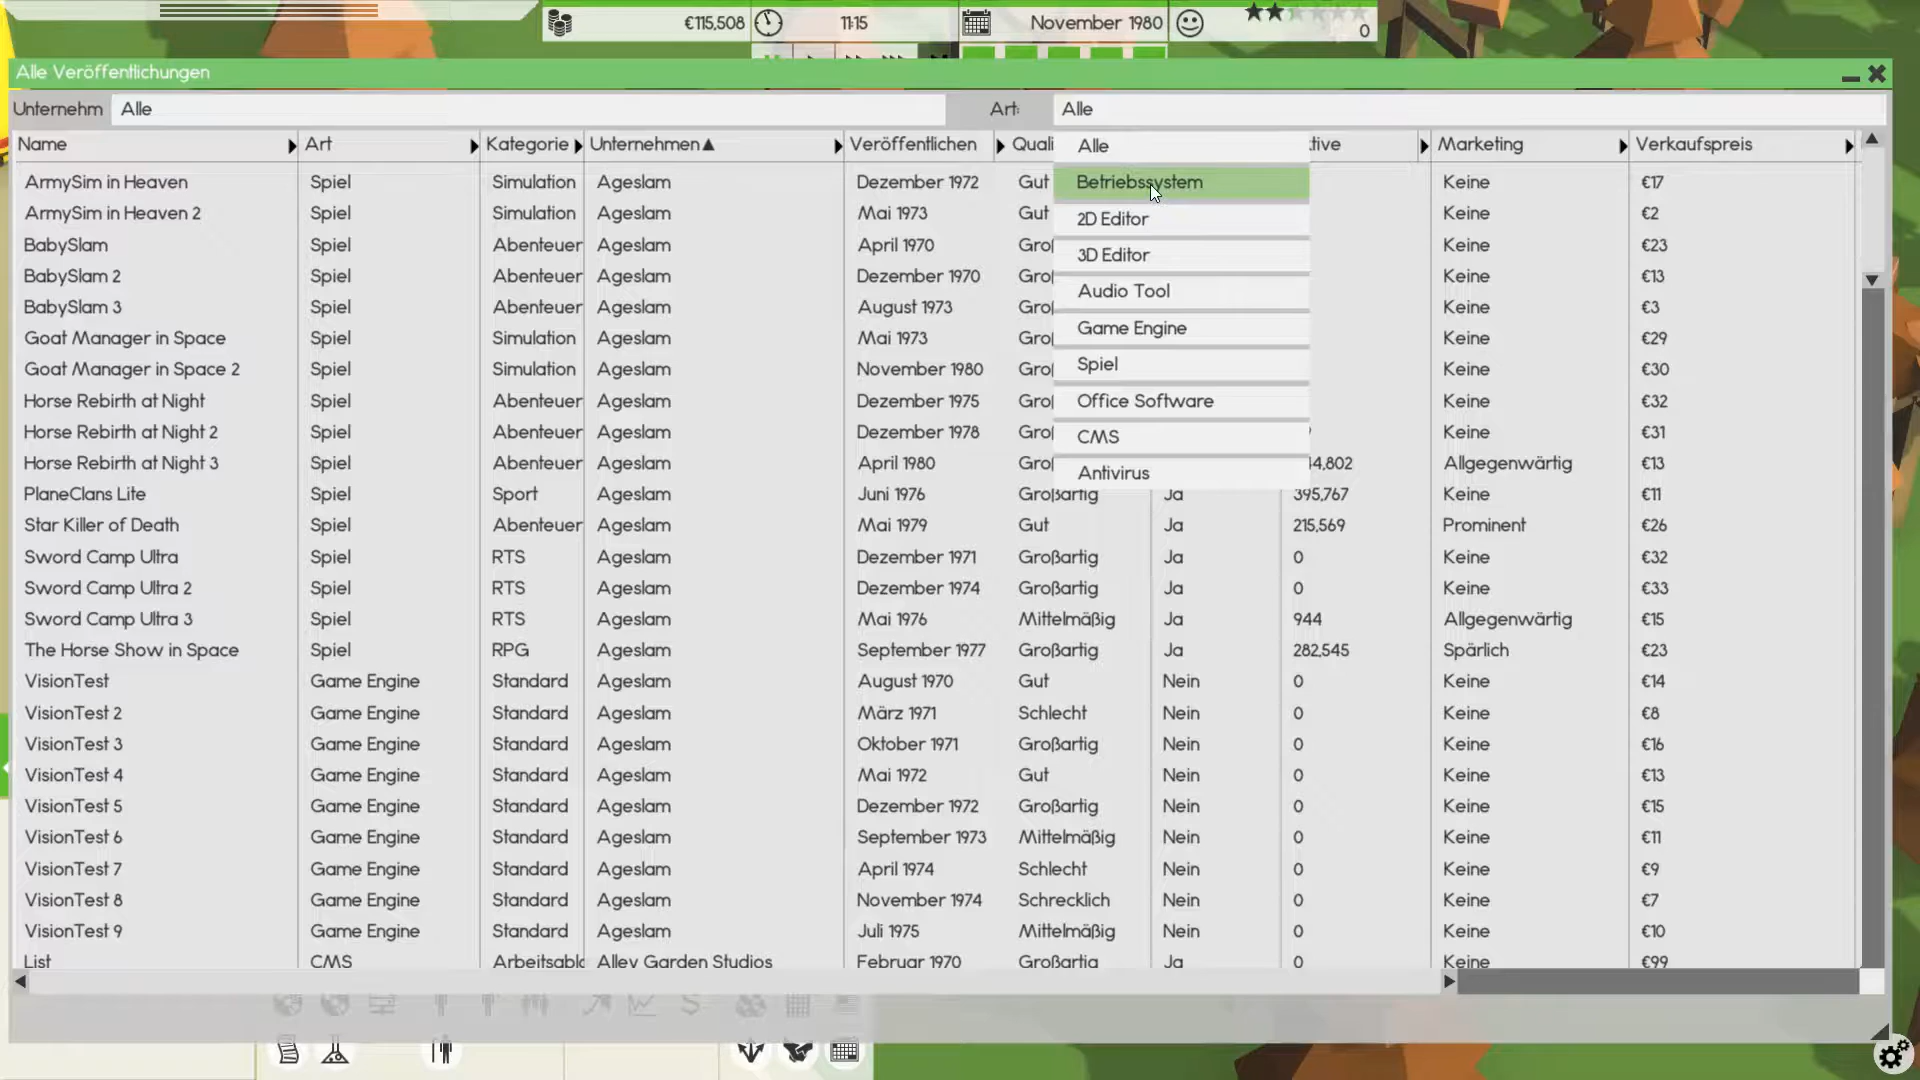 €115,508 11:15 November 1980 0
Alle Veröffentlichungen
Unternehm Alle Art: Alle
Name Art Kategorie Unternehmen Veröffentlichen Quali Alle tive Marketing Verkaufspreis
ArmySim in Heaven Spiel Simulation Ageslam Dezember 1972 Gut Betriebssystem Keine €17
ArmySim in Heaven 2 Spiel Simulation Ageslam Mai 1973 Gut 2D Editor Keine €2
BabySlam Spiel Abenteuer Ageslam April 1970 Groß 3D Editor Keine €23
BabySlam 2 Spiel Abenteuer Ageslam Dezember 1970 Groß Audio Tool Keine €13
BabySlam 3 Spiel Abenteuer Ageslam August 1973 Groß Game Engine Keine €3
Goat Manager in Space Spiel Simulation Ageslam Mai 1973 Groß Keine €29
Goat Manager in Space 2 Spiel Simulation Ageslam November 1980 Groß Spiel Keine €30
Horse Rebirth at Night Spiel Abenteuer Ageslam Dezember 1975 Groß Office Software Keine €32
Horse Rebirth at Night 2 Spiel Abenteuer Ageslam Dezember 1978 Groß CMS Keine €31
Horse Rebirth at Night 3 Spiel Abenteuer Ageslam April 1980 Groß Antivirus 44,802 Allgegenwärtig €13
PlaneClans Lite Spiel Sport Ageslam Juni 1976 Großartig Ja 395,767 Keine €11
Star Killer of Death Spiel Abenteuer Ageslam Mai 1979 Gut Ja 215,569 Prominent €26
Sword Camp Ultra Spiel RTS Ageslam Dezember 1971 Großartig Ja 0 Keine €32
Sword Camp Ultra 2 Spiel RTS Ageslam Dezember 1974 Großartig Ja 0 Keine €33
Sword Camp Ultra 3 Spiel RTS Ageslam Mai 1976 Mittelmäßig Ja 944 Allgegenwärtig €15
The Horse Show in Space Spiel RPG Ageslam September 1977 Großartig Ja 282,545 Spärlich €23
VisionTest Game Engine Standard Ageslam August 1970 Gut Nein 0 Keine €14
VisionTest 2 Game Engine Standard Ageslam März 1971 Schlecht Nein 0 Keine €8
VisionTest 3 Game Engine Standard Ageslam Oktober 1971 Großartig Nein 0 Keine €16
VisionTest 4 Game Engine Standard Ageslam Mai 1972 Gut Nein 0 Keine €13
VisionTest 5 Game Engine Standard Ageslam Dezember 1972 Großartig Nein 0 Keine €15
VisionTest 6 Game Engine Standard Ageslam September 1973 Mittelmäßig Nein 0 Keine €11
VisionTest 7 Game Engine Standard Ageslam April 1974 Schlecht Nein 0 Keine €9
VisionTest 8 Game Engine Standard Ageslam November 1974 Schrecklich Nein 0 Keine €7
VisionTest 9 Game Engine Standard Ageslam Juli 1975 Mittelmäßig Nein 0 Keine €10
List CMS Arbeitsabl Alley Garden Studios Februar 1970 Großartig Ja 0 Keine €99